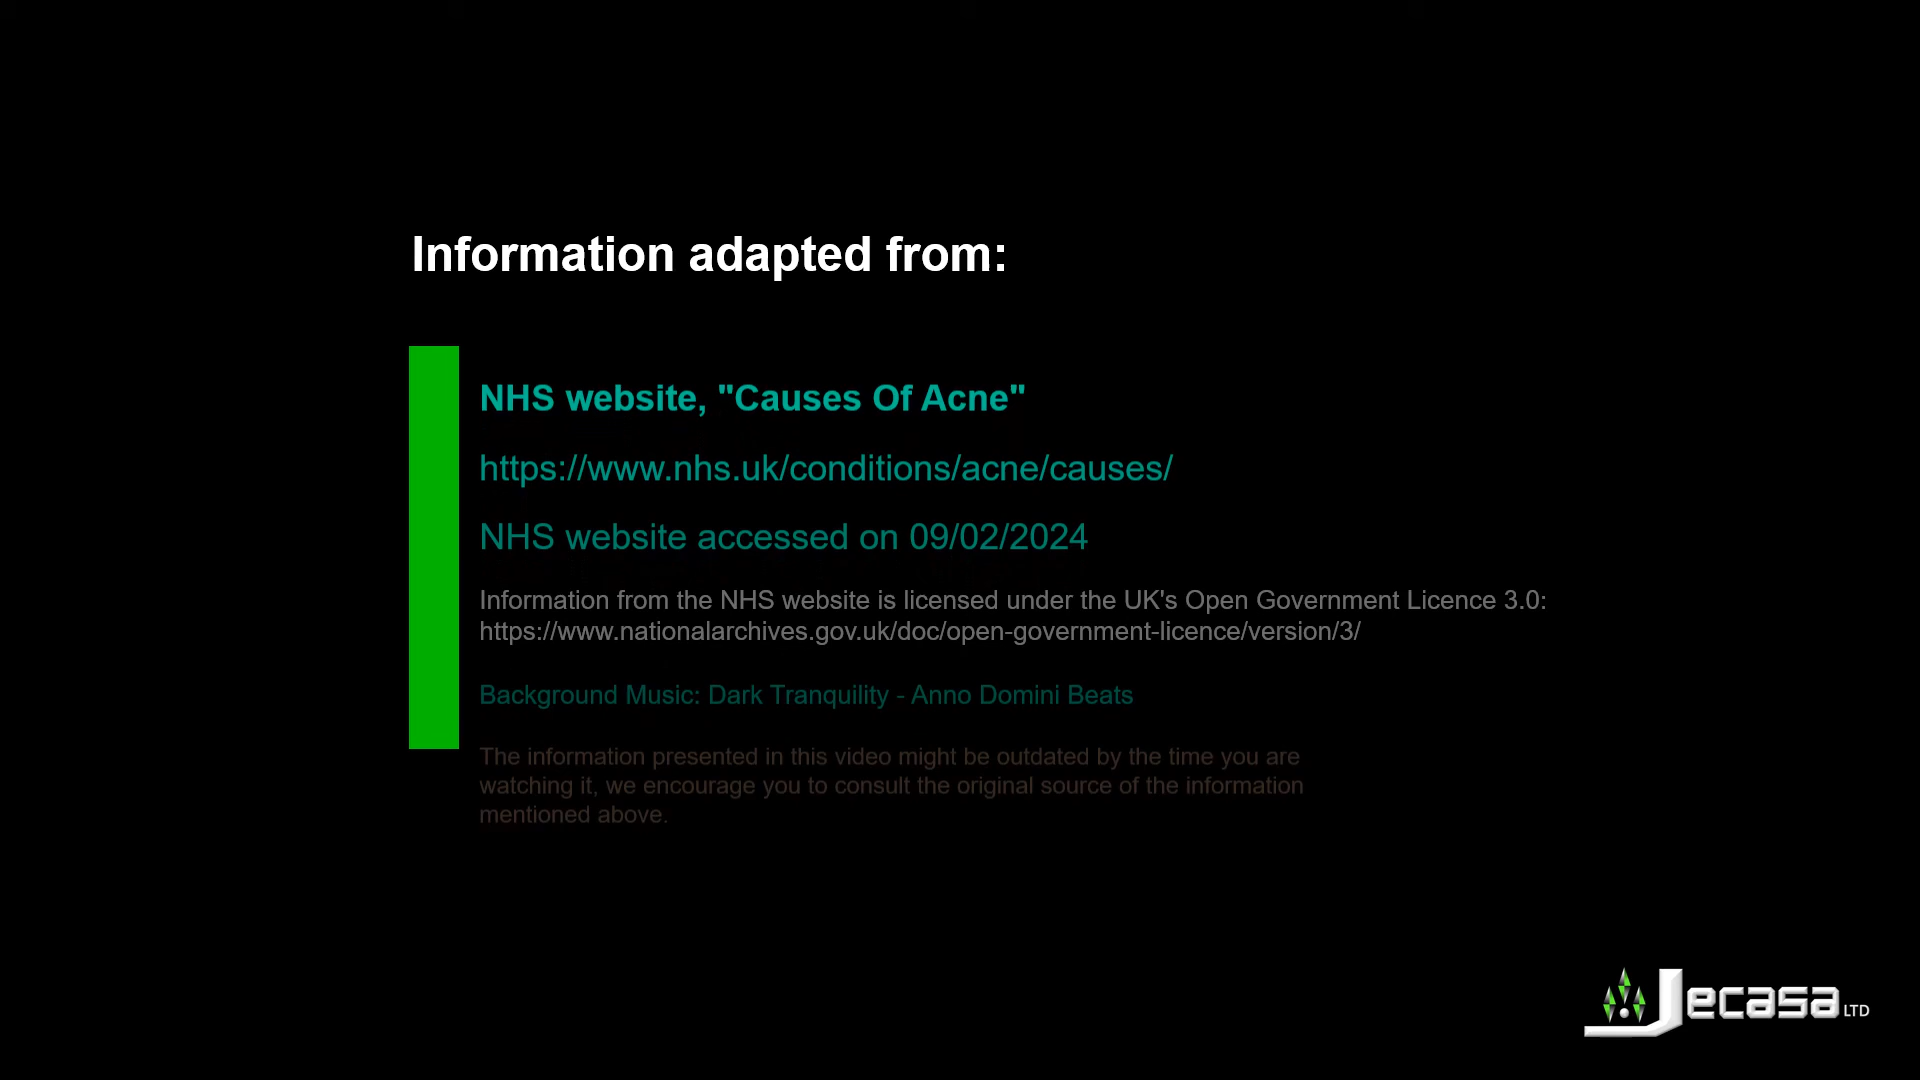 Information adapted from:
NHS website, "Causes Of Acne"
https://www.nhs.uk/conditions/acne/causes/
NHS website accessed on 09/02/2024
Information from the NHS website is licensed under the UK's Open Government Licence 3.0:
https://www.nationalarchives.gov.uk/doc/open-government-licence/version/3/
Background Music: Dark Tranquility - Anno Domini Beats
The information presented in this video might be outdated by the time you are
watching it, we encourage you to consult the original source of the information
mentioned above.
Jecasa LTD